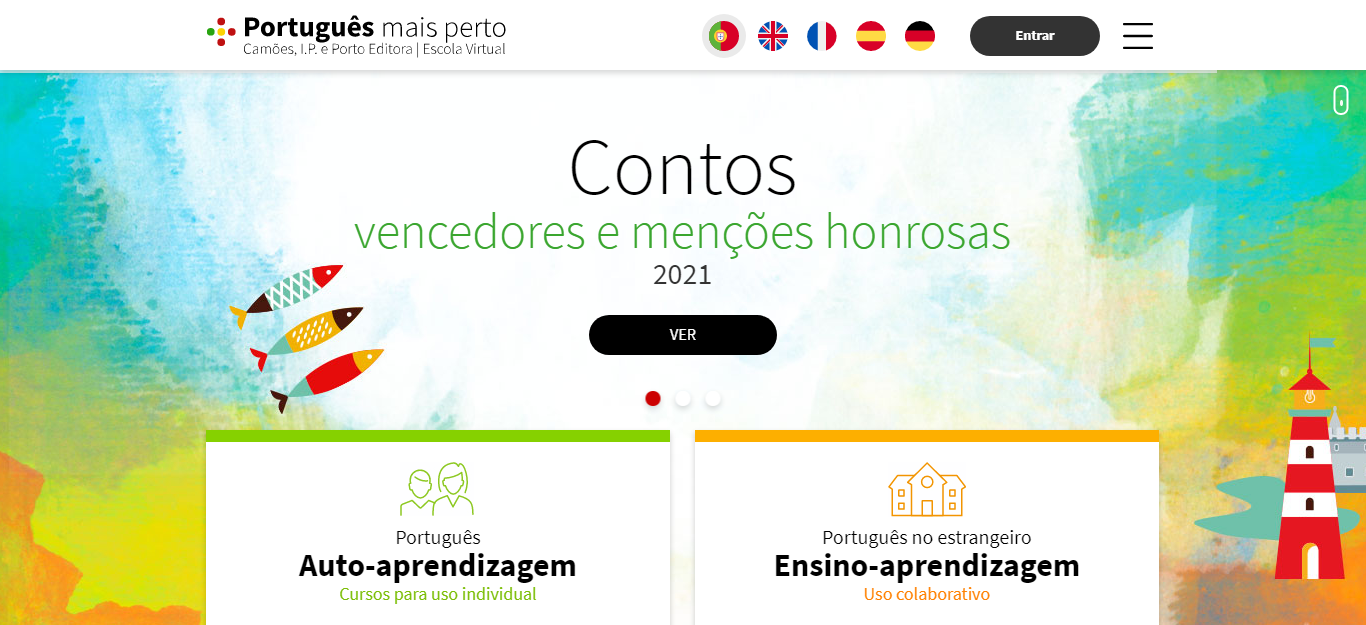 Português mais perto
Camões, I.P. e Porto Editora | Escola Virtual
Entrar
Contos
vencedores e menções honrosas
2021
VER
Português
Auto-aprendizagem
Cursos para uso individual
Português no estrangeiro
Ensino-aprendizagem
Uso colaborativo